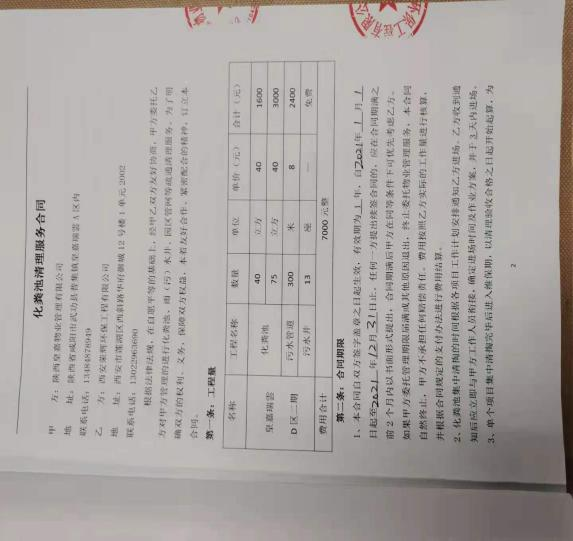 化粪池清理服务合同
甲 方：陕西皇嘉物业管理有限公司
地 址：陕西省咸阳市武功县普集镇皇嘉瑞雲A区内
联系电话：13484878949
乙 方：西安荣辉环保工程有限公司
地 址：西安市莲湖区西斜路华府御城12号楼1单元2002
联系电话：13022963690
根据法律法规，在自愿平等的基础上，经甲乙双方友好协商，甲方委托乙
方对甲方管理的进行化粪池、雨（污）水井、园区管网等疏通清理服务。为了明
确双方的权利、义务，保障双方权益，本着友好合作、紧密配合的精神，订立本
合同。
第一条：工程量
名称 工程名称 数量 单位 单价（元） 合计（元）
皇嘉瑞雲 化粪池 40 立方 40 1600
75 立方 40 3000
D区二期 污水管道 300 米 8 2400
污水井 13 座 — 免费
费用合计 7000元整
第二条：合同期限
1、本合同自双方签字盖章之日起生效，有效期为1年，自2021年1月1
日起至2021年12月31日止，任何一方提出续签合同的，应在合同期满之
前2个月内以书面形式提出，合同期满后甲方在同等条件下可优先考虑乙方。
如果甲方委托管理期限届满或其他原因退出，终止委托物业管理服务，本合同
自然终止，甲方不承担任何赔偿责任，费用按照乙方实际的工作量进行核算，
并根据合同规定的支付办法进行费用结算。
2、化粪池集中清掏的时间根据各项目工作计划安排通知乙方进场，乙方收到通
知后应立即与甲方工作人员衔接，确定进场时间及作业方案，并于3天内进场。
3、单个项目集中清掏完毕后进入维保期，以清理验收合格之日起开始起算，为
2
环保工程有限公